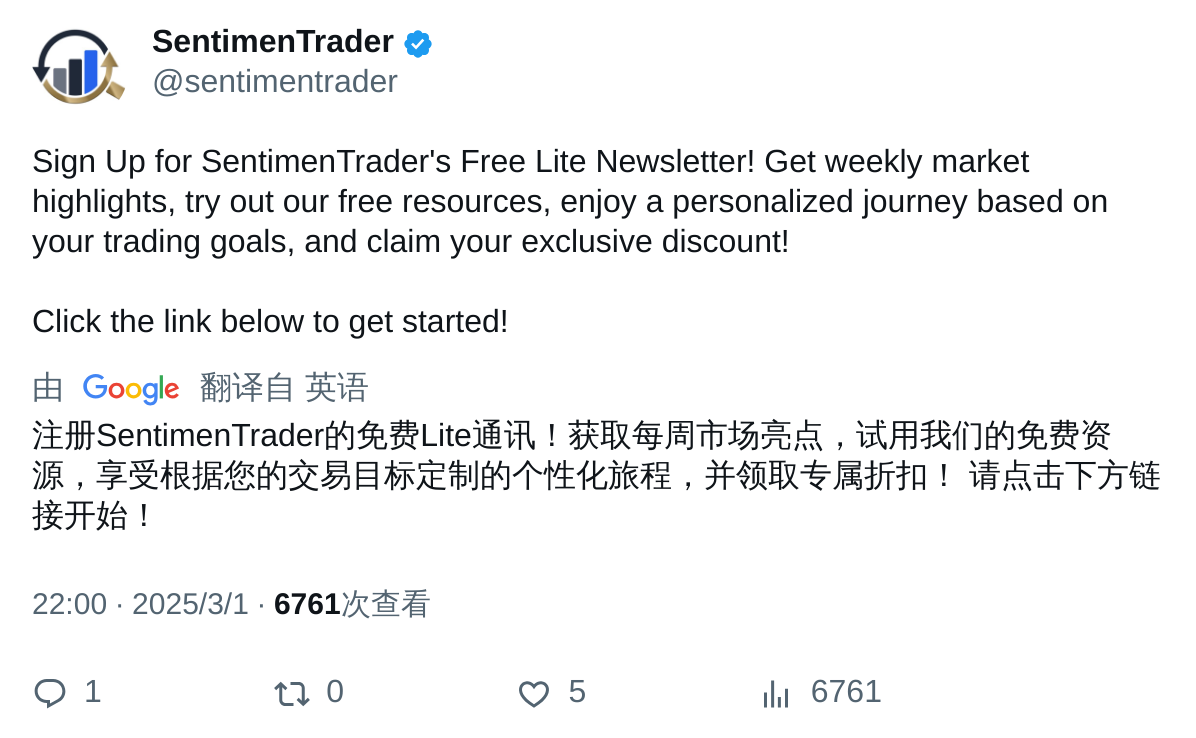 SentimenTrader
@sentimentrader
Sign Up for SentimenTrader's Free Lite Newsletter! Get weekly market
highlights, try out our free resources, enjoy a personalized journey based on
your trading goals, and claim your exclusive discount!
Click the link below to get started!
由 Google 翻译自 英语
注册SentimenTrader的免费Lite通讯！获取每周市场亮点，试用我们的免费资
源，享受根据您的交易目标定制的个性化旅程，并领取专属折扣！ 请点击下方链
接开始！
22:00 · 2025/3/1 · 6761次查看
1 0 5 6761